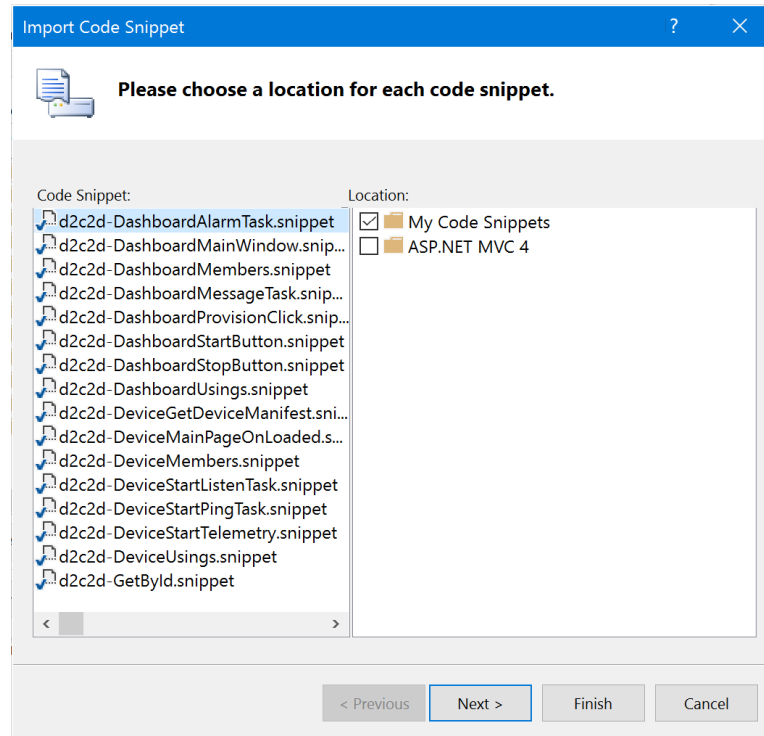 Import Code Snippet ?
Please choose a location for each code snippet.
Code Snippet:
Location:
d2c2d-DashboardAlarmTask.snippet
d2c2d-DashboardMainWindow.snip...
d2c2d-DashboardMembers.snippet
d2c2d-DashboardMessageTask.snip...
d2c2d-DashboardProvisionClick.snip...
d2c2d-DashboardStartButton.snippet
d2c2d-DashboardStopButton.snippet
d2c2d-DashboardUsings.snippet
d2c2d-DeviceGetDeviceManifest.sni...
d2c2d-DeviceMainPageOnLoaded.s...
d2c2d-DeviceMembers.snippet
d2c2d-DeviceStartListenTask.snippet
d2c2d-DeviceStartPingTask.snippet
d2c2d-DeviceStartTelemetry.snippet
d2c2d-DeviceUsings.snippet
d2c2d-GetById.snippet
My Code Snippets
ASP.NET MVC 4
< Previous
Next >
Finish
Cancel